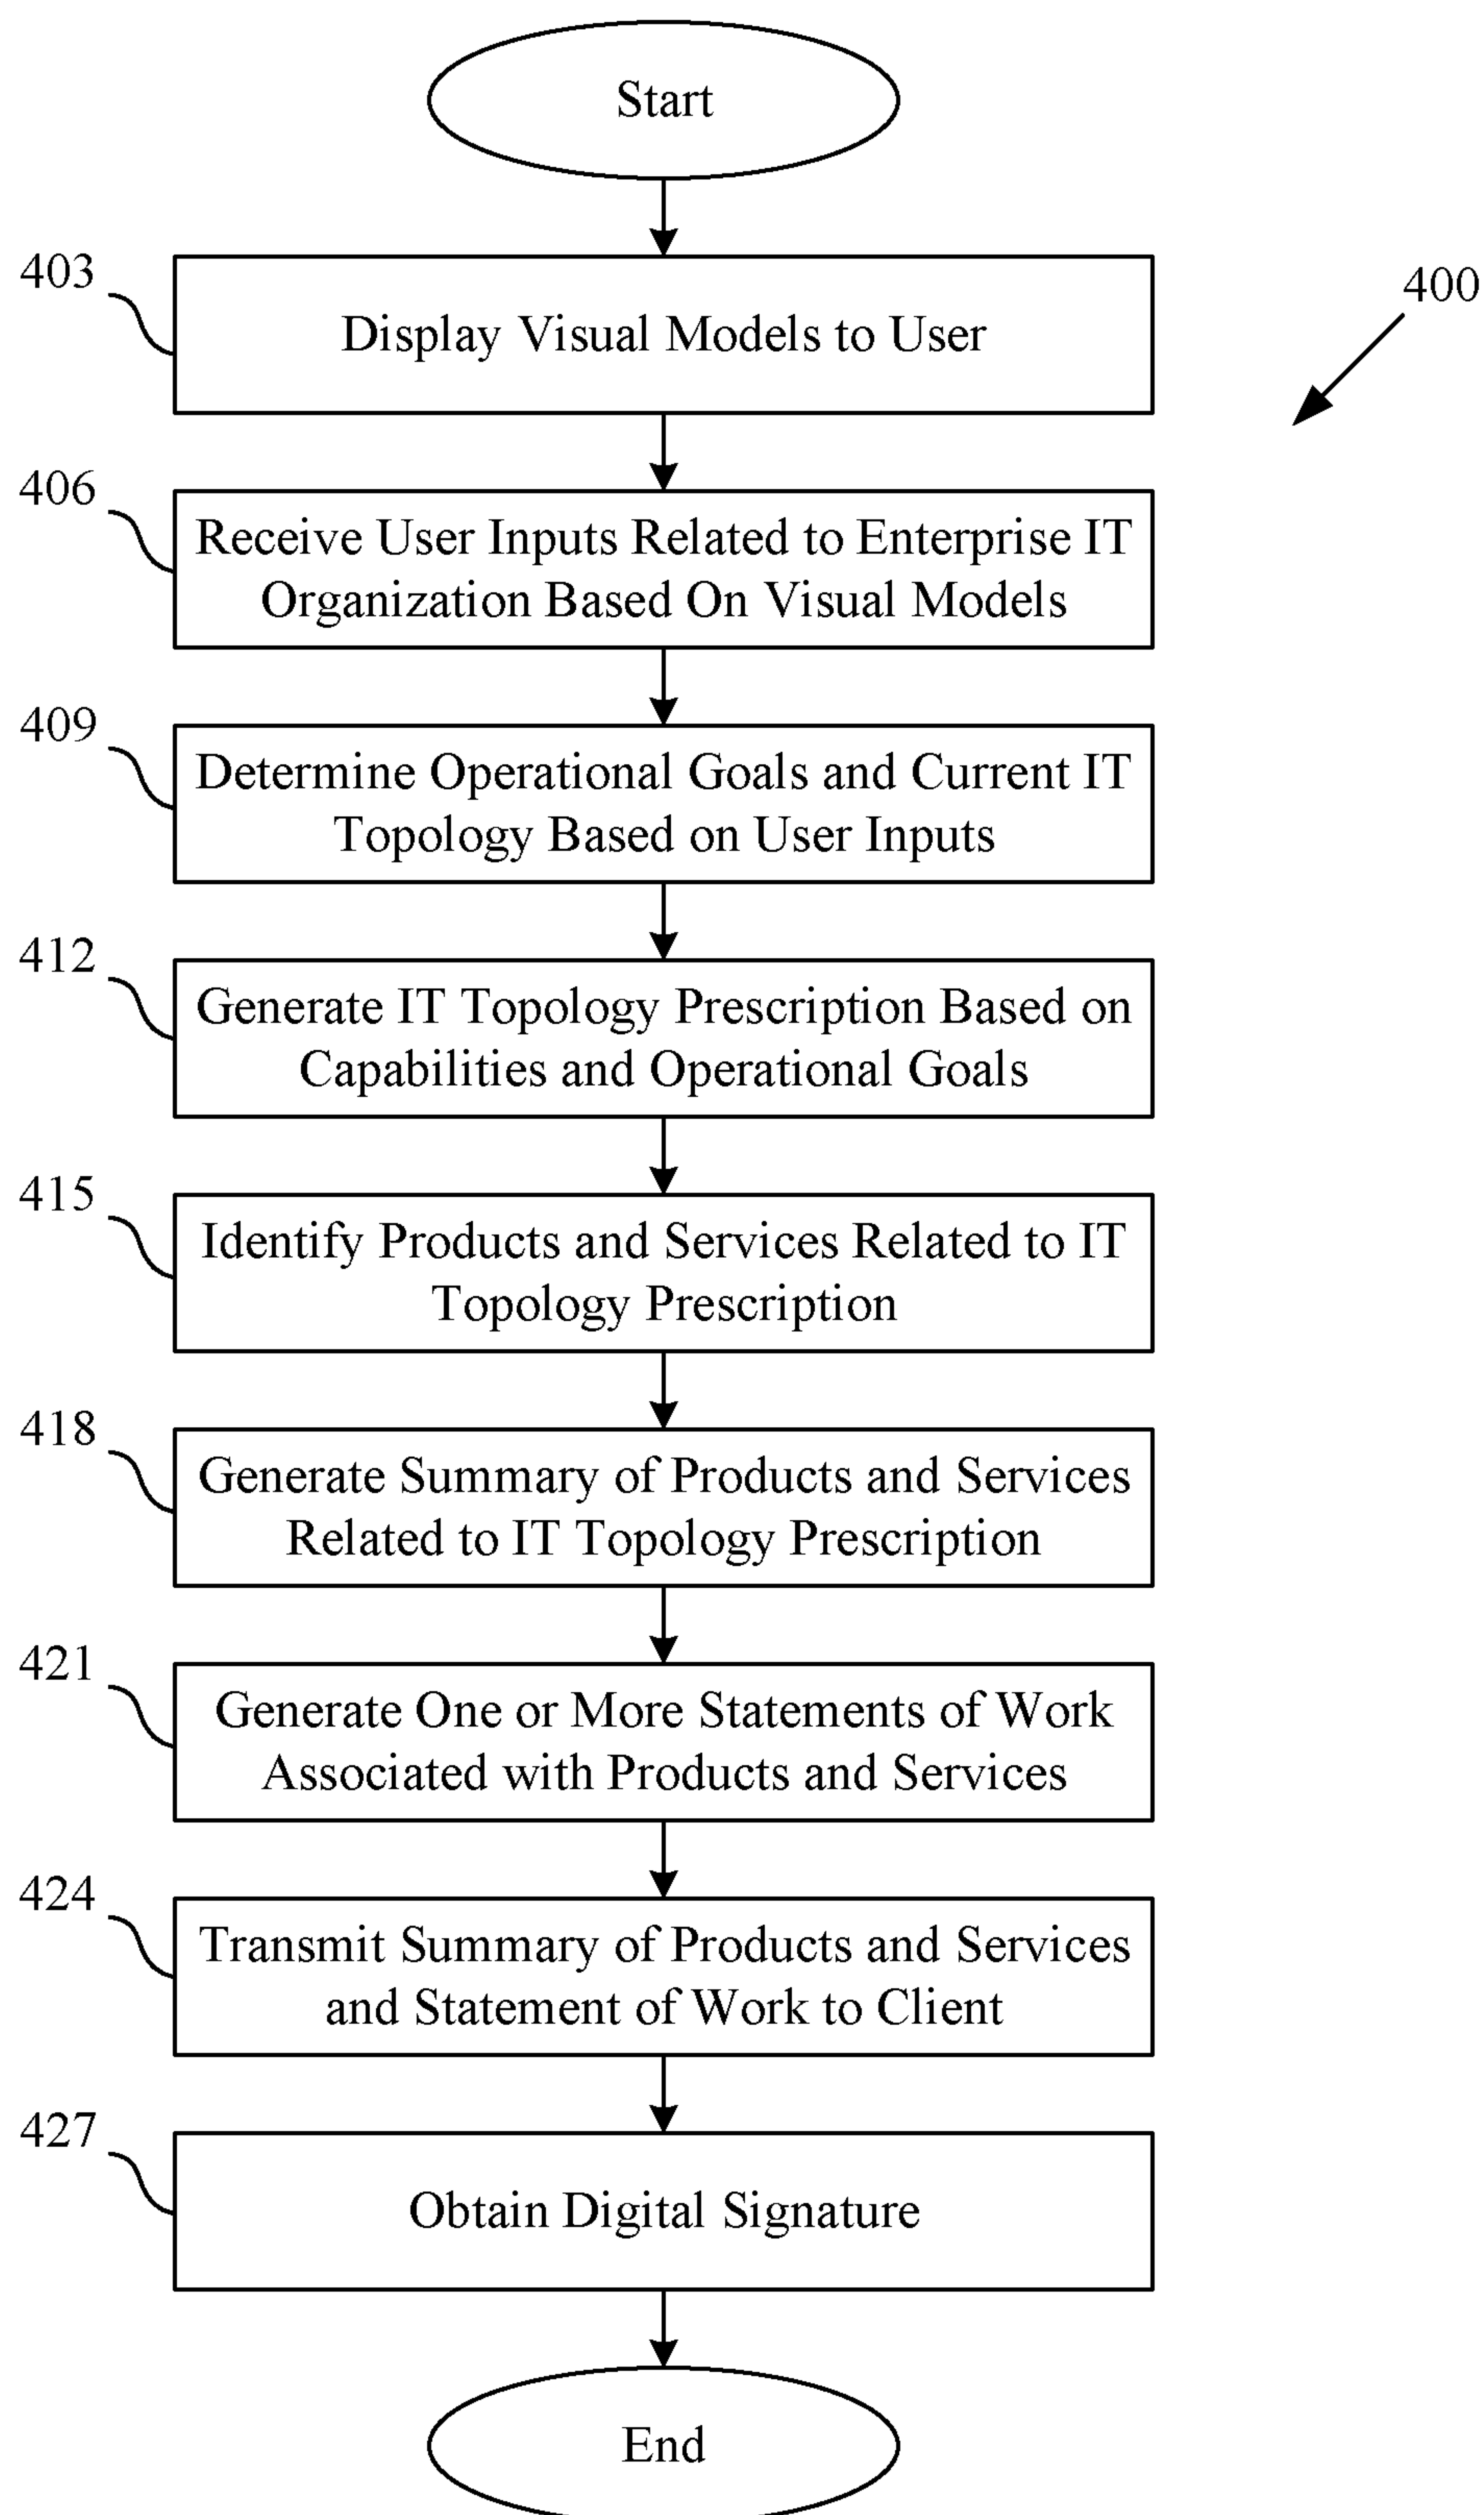 Start
403
400
Display Visual Models to User
406
Receive User Inputs Related to Enterprise IT
Organization Based On Visual Models
409
Determine Operational Goals and Current IT
Topology Based on User Inputs
412
Generate IT Topology Prescription Based on
Capabilities and Operational Goals
415
Identify Products and Services Related to IT
Topology Prescription
418
Generate Summary of Products and Services
Related to IT Topology Prescription
421
Generate One or More Statements of Work
Associated with Products and Services
424
Transmit Summary of Products and Services
and Statement of Work to Client
427
Obtain Digital Signature
End